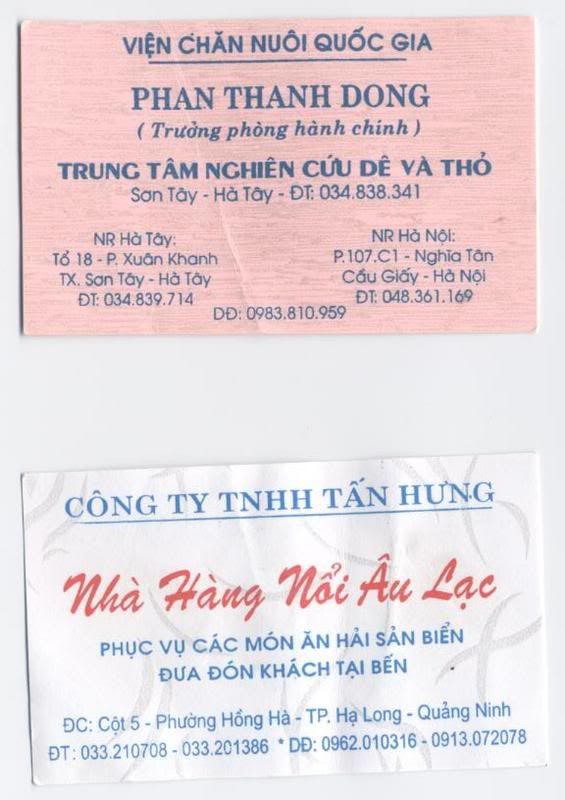 VIỆN CHĂN NUÔI QUỐC GIA
PHAN THANH DONG
( Trưởng phòng hành chính )
TRUNG TÂM NGHIÊN CỨU DÊ VÀ THỎ
Sơn Tây - Hà Tây - ĐT: 034.838.341
NR Hà Tây:
Tổ 18 - P. Xuân Khanh
TX. Sơn Tây - Hà Tây
ĐT: 034.839.714
NR Hà Nội:
P.107.C1 - Nghĩa Tân
Cầu Giấy - Hà Nội
ĐT: 048.361.169
DĐ: 0983.810.959
CÔNG TY TNHH TẤN HƯNG
Nhà Hàng Nổi Âu Lạc
PHỤC VỤ CÁC MÓN ĂN HẢI SẢN BIỂN
ĐƯA ĐÓN KHÁCH TẠI BẾN
ĐC: Cột 5 - Phường Hồng Hà - TP. Hạ Long - Quảng Ninh
ĐT: 033.210708 - 033.201386 * DĐ: 0962.010316 - 0913.072078